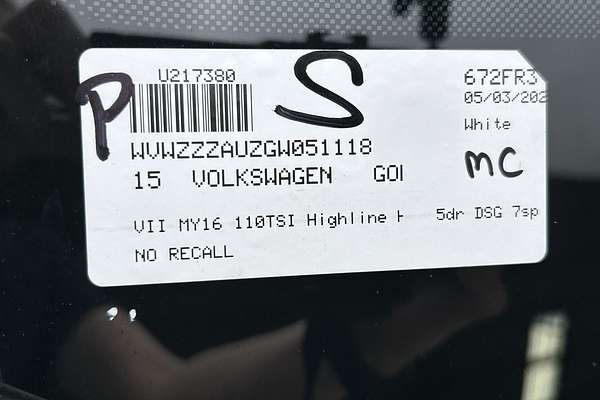 U217380
672FR3
05/03/202
P
S
White
WVWZZZAUZGW051118
15 VOLKSWAGEN GOl
MC
VII MY16 110TSI Highline H 5dr DSG 7sp
NO RECALL